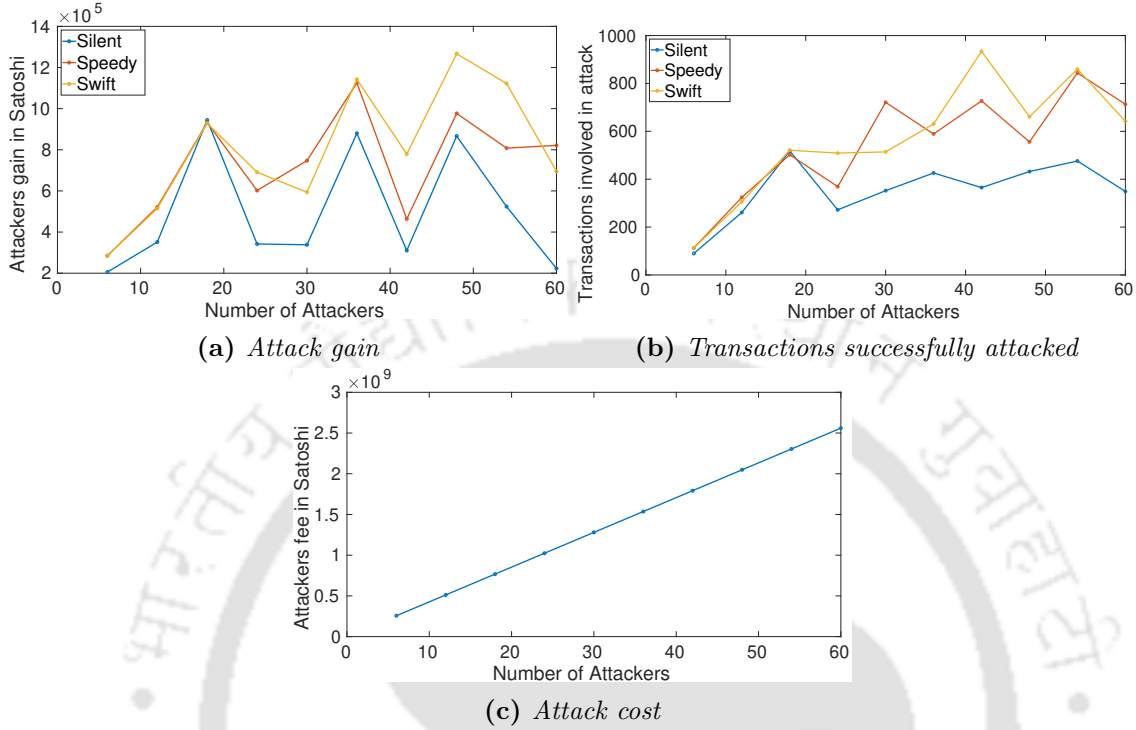 ×10⁵
14
12
10
8
6
4
2
Attackers gain in Satoshi
Silent
Speedy
Swift
0 10 20 30 40 50 60
Number of Attackers
(a) Attack gain
1000
800
600
400
200
0
Transactions involved in attack
Silent
Speedy
Swift
0 10 20 30 40 50 60
Number of Attackers
(b) Transactions successfully attacked
×10⁹
3
2.5
2
1.5
1
0.5
0
Attackers fee in Satoshi
0 10 20 30 40 50 60
Number of Attackers
(c) Attack cost
भारतीय
गुवाहाटी